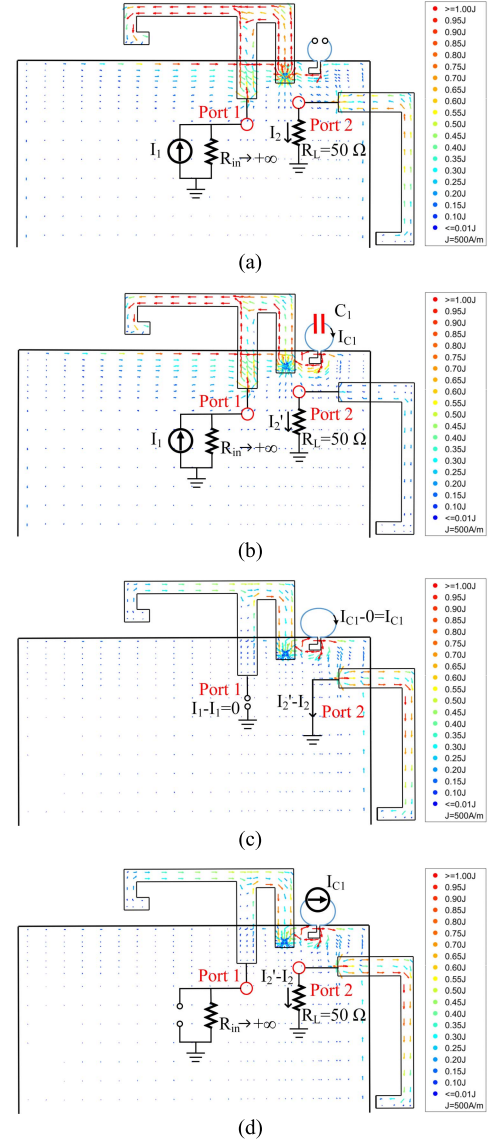 >=1.00J
0.95J
0.90J
0.85J
0.80J
0.75J
0.70J
0.65J
0.60J
0.55J
0.50J
0.45J
0.40J
0.35J
0.30J
0.25J
0.20J
0.15J
0.10J
<=0.01J
J=500A/m
Port 1
I₁
Rin→+∞
I₂
Port 2
RL=50 Ω
(a)
C₁
IC1
>=1.00J
0.95J
0.90J
0.85J
0.80J
0.75J
0.70J
0.65J
0.60J
0.55J
0.50J
0.45J
0.40J
0.35J
0.30J
0.25J
0.20J
0.15J
0.10J
<=0.01J
J=500A/m
Port 1
I₁
Rin→+∞
I₂'
Port 2
RL=50 Ω
(b)
IC1-0=IC1
>=1.00J
0.95J
0.90J
0.85J
0.80J
0.75J
0.70J
0.65J
0.60J
0.55J
0.50J
0.45J
0.40J
0.35J
0.30J
0.25J
0.20J
0.15J
0.10J
<=0.01J
J=500A/m
Port 1
I₁-I₁=0
I₂'-I₂
Port 2
(c)
IC1
>=1.00J
0.95J
0.90J
0.85J
0.80J
0.75J
0.70J
0.65J
0.60J
0.55J
0.50J
0.45J
0.40J
0.35J
0.30J
0.25J
0.20J
0.15J
0.10J
<=0.01J
J=500A/m
Port 1
Rin→+∞
I₂'-I₂
Port 2
RL=50 Ω
(d)